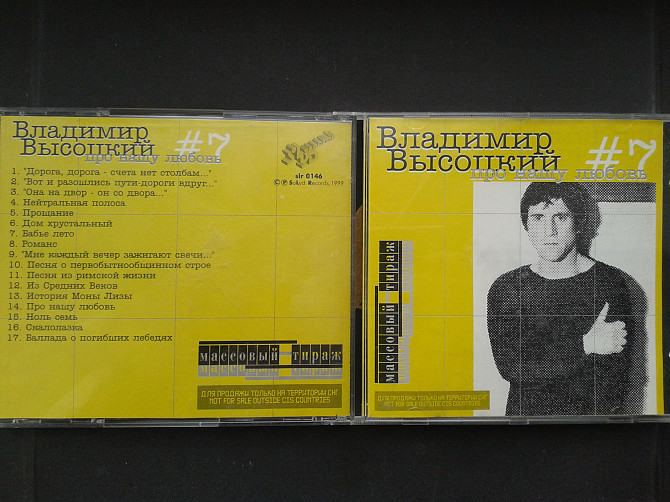 Владимир
Высоцкий #7
про нашу любовь
1. "Дорога, дорога - счета нет столбам..."
2. "Вот и разошлись пути-дороги вдруг..."
3. "Она на двор - он со двора..."
4. Нейтральная полоса
5. Прощание
6. Дом хрустальный
7. Бабье лето
8. Романс
9. "Мне каждый вечер зажигают свечи..."
10. Песня о первобытнообщинном строе
11. Песня из римской жизни
12. Из Средних Веков
13. История Моны Лизы
14. Про нашу любовь
15. Ноль семь
16. Скалолазка
17. Баллада о погибших лебедях
slr 0146
© ℗ Solyd Records, 1999
массовый тираж
ДЛЯ ПРОДАЖИ ТОЛЬКО НА ТЕРРИТОРИИ СНГ
NOT FOR SALE OUTSIDE CIS COUNTRIES
Владимир
Высоцкий #7
про нашу любовь
массовый тираж
ДЛЯ ПРОДАЖИ ТОЛЬКО НА ТЕРРИТОРИИ СНГ
NOT FOR SALE OUTSIDE CIS COUNTRIES